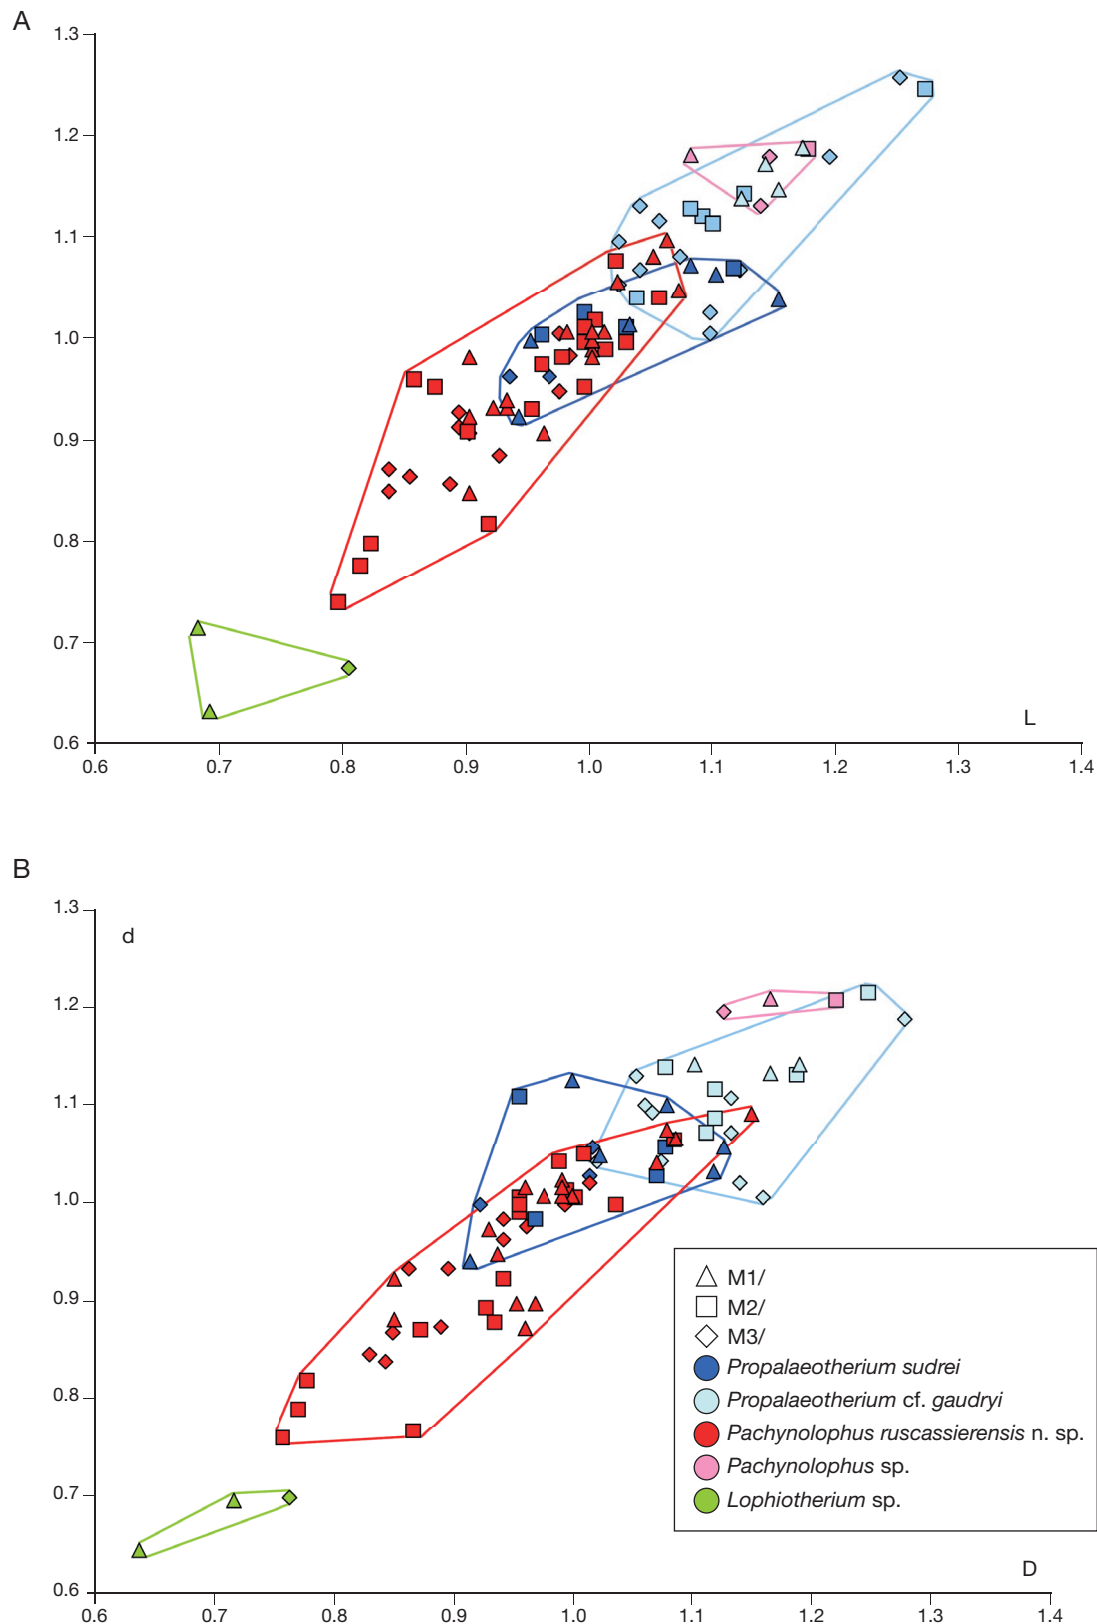 A
1.3
1.2
1.1
1.0
0.9
0.8
0.7
0.6
L
0.6 0.7 0.8 0.9 1.0 1.1 1.2 1.3 1.4
B
1.3
d
1.2
1.1
1.0
0.9
0.8
0.7
0.6
M1/
M2/
M3/
Propalaeotherium sudrei
Propalaeotherium cf. gaudryi
Pachynolophus ruscassierensis n. sp.
Pachynolophus sp.
Lophiotherium sp.
D
0.6 0.7 0.8 0.9 1.0 1.1 1.2 1.3 1.4